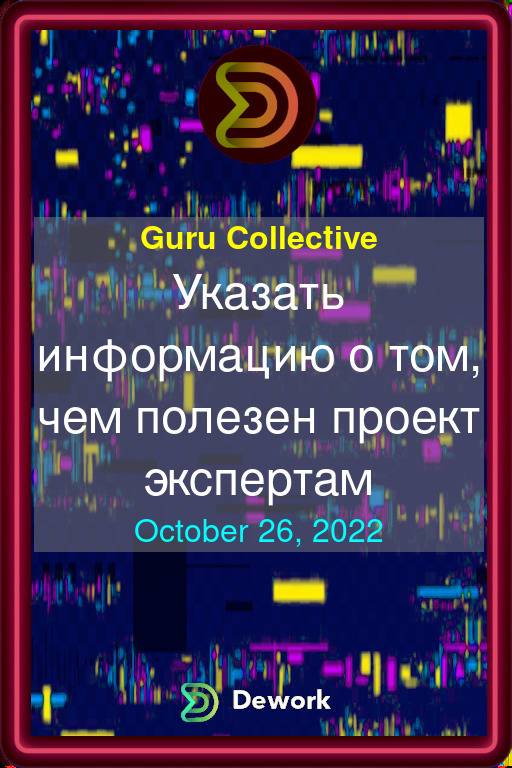 Guru Collective
Указать
информацию о том,
чем полезен проект
экспертам
October 26, 2022
Dework